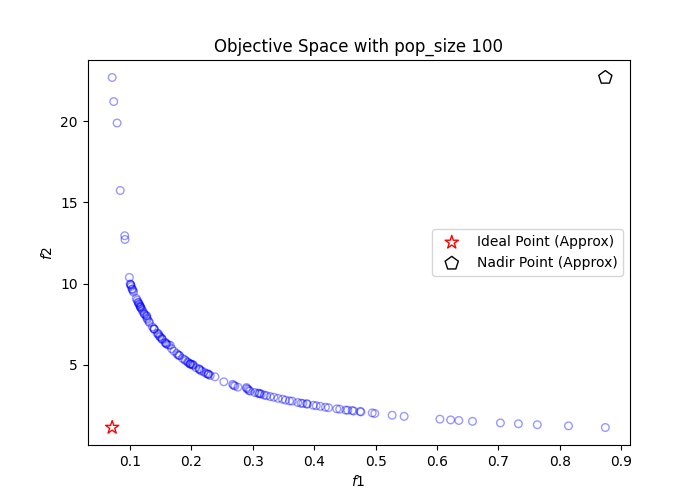 Objective Space with pop_size 100
f2
20
15
10
5
Ideal Point (Approx)
Nadir Point (Approx)
0.1 0.2 0.3 0.4 0.5 0.6 0.7 0.8 0.9
f1